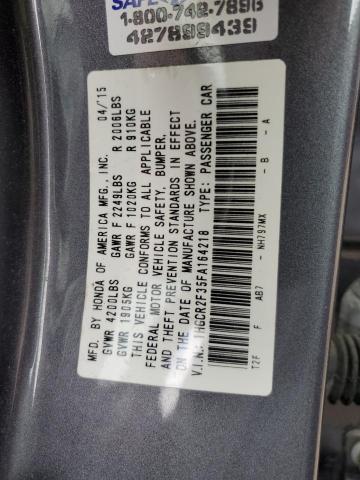 1-800-742-7896
427899439
MFD. BY HONDA OF AMERICA MFG., INC. 04/15
GVWR 4200LBS GAWR F 2249LBS R 2006LBS
GVWR 1905KG GAWR F 1020KG R 910KG
THIS VEHICLE CONFORMS TO ALL APPLICABLE
FEDERAL MOTOR VEHICLE SAFETY, BUMPER,
AND THEFT PREVENTION STANDARDS IN EFFECT
ON THE DATE OF MANUFACTURE SHOWN ABOVE.
V.I.N.: 1HGCR2F35FA164218 TYPE: PASSENGER CAR
F AB7 - NH797MX - B - A
T2F